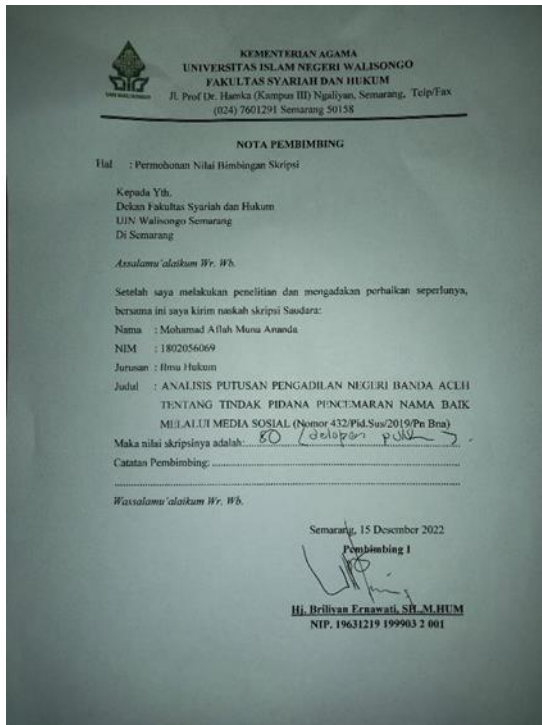 KEMENTERIAN AGAMA
UNIVERSITAS ISLAM NEGERI WALISONGO
FAKULTAS SYARIAH DAN HUKUM
Jl. Prof Dr. Hamka (Kampus III) Ngaliyan, Semarang, Telp/Fax
(024) 7601291 Semarang 50158
NOTA PEMBIMBING
Hal : Permohonan Nilai Bimbingan Skripsi
Kepada Yth.
Dekan Fakultas Syariah dan Hukum
UIN Walisongo Semarang
Di Semarang
Assalamu'alaikum Wr. Wb.
Setelah saya melakukan penelitian dan mengadakan perbaikan seperlunya,
bersama ini saya kirim naskah skripsi Saudara:
Nama : Mohamad Aflah Muna Ananda
NIM : 1802056069
Jurusan : Ilmu Hukum
Judul : ANALISIS PUTUSAN PENGADILAN NEGERI BANDA ACEH
TENTANG TINDAK PIDANA PENCEMARAN NAMA BAIK
MELALUI MEDIA SOSIAL (Nomor 432/Pid.Sus/2019/Pn Bna)
Maka nilai skripsinya adalah: 80 (delapan puluh).
Catatan Pembimbing:
Wassalamu'alaikum Wr. Wb.
Semarang, 15 Desember 2022
Pembimbing I
Hj. Brilivan Ernawati, SH.,M.HUM
NIP. 19631219 199903 2 001